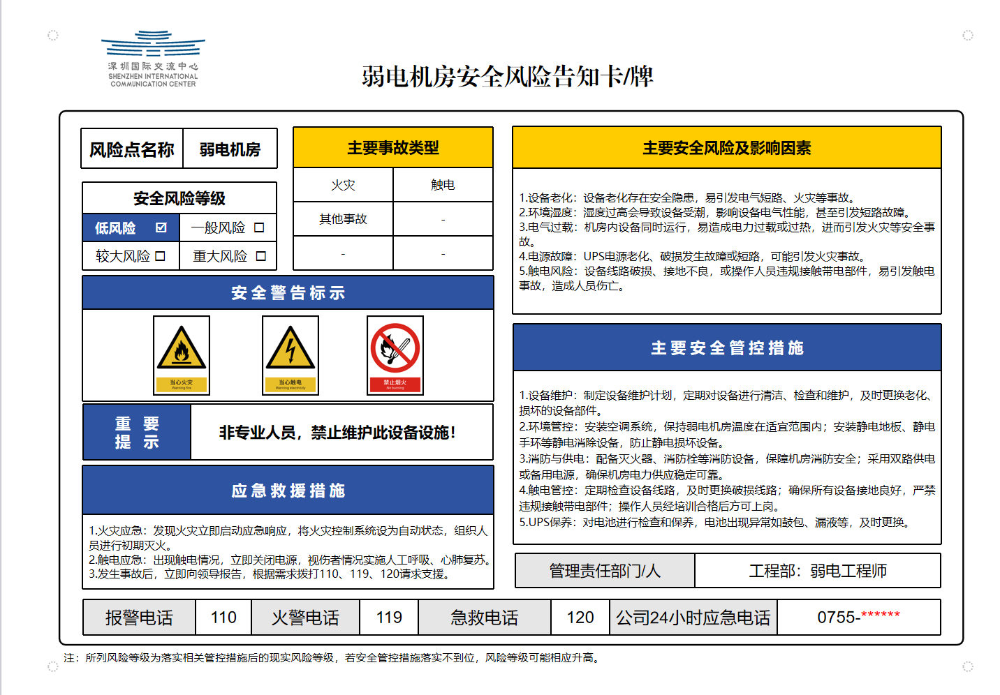 深圳国际交流中心
SHENZHEN INTERNATIONAL
COMMUNICATION CENTER
弱电机房安全风险告知卡/牌
风险点名称
弱电机房
安全风险等级
低风险 ☑
一般风险 □
较大风险 □
重大风险 □
主要事故类型
火灾
触电
其他事故
-
-
-
安全警告标示
当心火灾
Warning fire
当心触电
Warning electricity
禁止烟火
No burning
重 要
提 示
非专业人员，禁止维护此设备设施！
应急救援措施
1.火灾应急：发现火灾立即启动应急响应，将火灾控制系统设为自动状态，组织人
员进行初期灭火。
2.触电应急：出现触电情况，立即关闭电源，视伤者情况实施人工呼吸、心肺复苏。
3.发生事故后，立即向领导报告，根据需求拨打110、119、120请求支援。
主要安全风险及影响因素
1.设备老化：设备老化存在安全隐患，易引发电气短路、火灾等事故。
2.环境湿度：湿度过高会导致设备受潮，影响设备电气性能，甚至引发短路故障。
3.电气过载：机房内设备同时运行，易造成电力过载或过热，进而引发火灾等安全事
故。
4.电源故障：UPS电源老化、破损发生故障或短路，可能引发火灾事故。
5.触电风险：设备线路破损、接地不良，或操作人员违规接触带电部件，易引发触电
事故，造成人员伤亡。
主要安全管控措施
1.设备维护：制定设备维护计划，定期对设备进行清洁、检查和维护，及时更换老化、
损坏的设备部件。
2.环境管控：安装空调系统，保持弱电机房温度在适宜范围内；安装静电地板、静电
手环等静电消除设备，防止静电损坏设备。
3.消防与供电：配备灭火器、消防栓等消防设备，保障机房消防安全；采用双路供电
或备用电源，确保机房电力供应稳定可靠。
4.触电管控：定期检查设备线路，及时更换破损线路；确保所有设备接地良好，严禁
违规接触带电部件；操作人员经培训合格后方可上岗。
5.UPS保养：对电池进行检查和保养，电池出现异常如鼓包、漏液等，及时更换。
管理责任部门/人
工程部：弱电工程师
报警电话
110
火警电话
119
急救电话
120
公司24小时应急电话
0755-******
注：所列风险等级为落实相关管控措施后的现实风险等级，若安全管控措施落实不到位，风险等级可能相应升高。